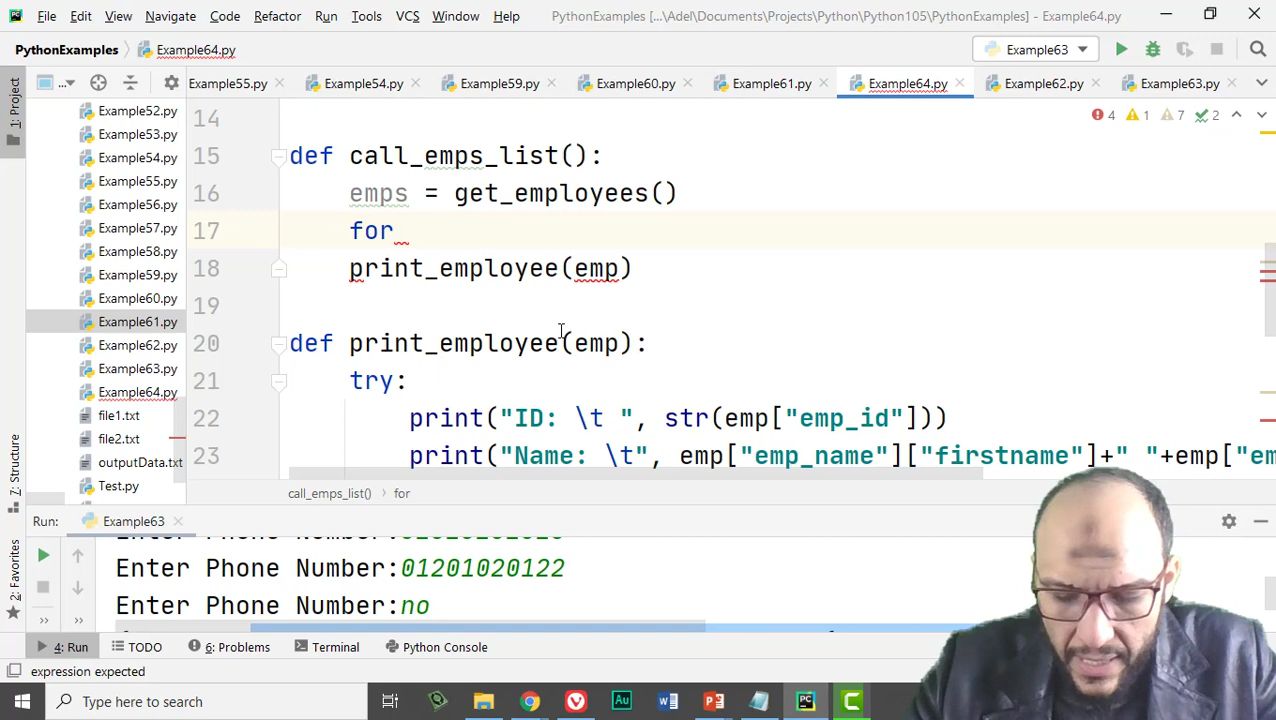 File Edit View Navigate Code Refactor Run Tools VCS Window Help PythonExamples [...\Adel\Documents\Projects\Python\Python105\PythonExamples] - Example64.py
PythonExamples Example64.py Example63
Example55.py Example54.py Example59.py Example60.py Example61.py Example64.py Example62.py Example63.py
1: Project
7: Structure
2: Favorites
Example52.py
Example53.py
Example54.py
Example55.py
Example56.py
Example57.py
Example58.py
Example59.py
Example60.py
Example61.py
Example62.py
Example63.py
Example64.py
file1.txt
file2.txt
outputData.txt
Test.py
4 1 7 2
14
15 def call_emps_list():
16 emps = get_employees()
17 for
18 print_employee(emp)
19
20 def print_employee(emp):
21 try:
22 print("ID: \t ", str(emp["emp_id"]))
23 print("Name: \t", emp["emp_name"]["firstname"]+" "+emp["em
call_emps_list() for
Run: Example63
Enter Phone Number:01201020122
Enter Phone Number:no
4: Run TODO 6: Problems Terminal Python Console
expression expected
Type here to search